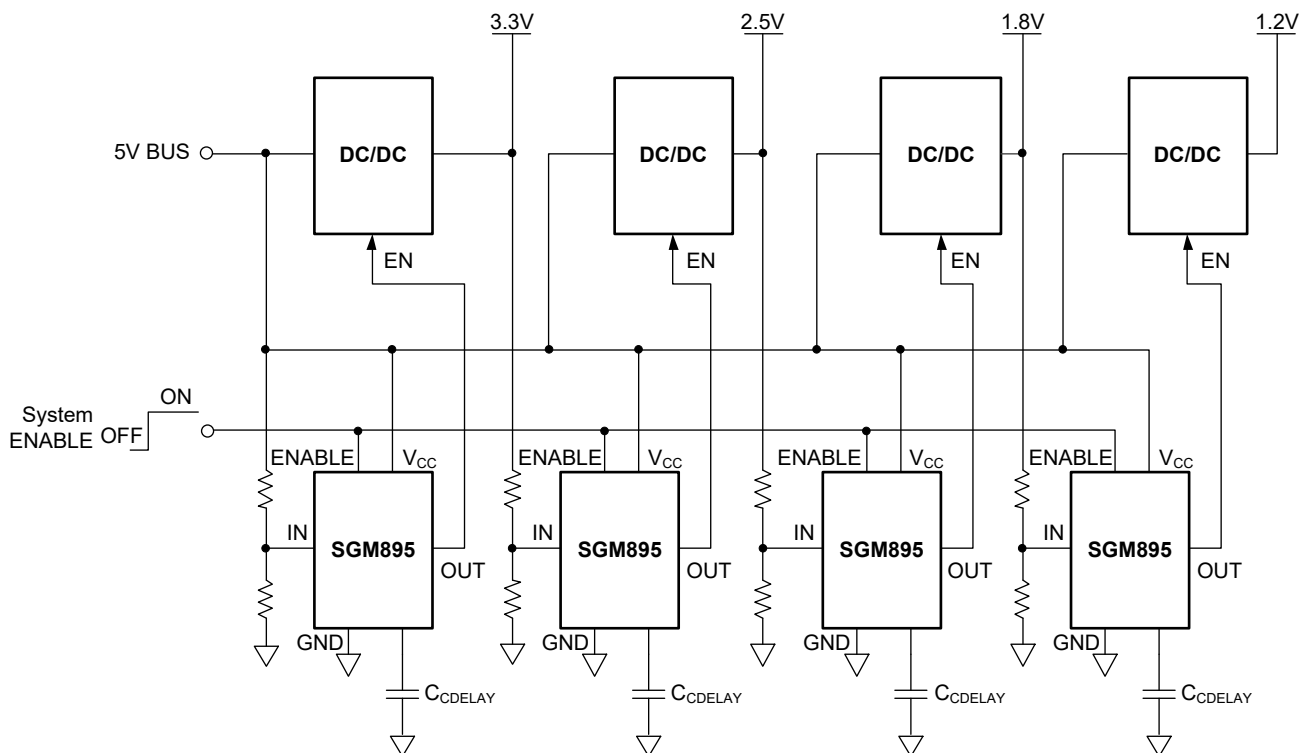 3.3V
2.5V
1.8V
1.2V
5V BUS
DC/DC
DC/DC
DC/DC
DC/DC
EN
EN
EN
EN
System
ENABLE
OFF
ON
ENABLE
VCC
ENABLE
VCC
ENABLE
VCC
ENABLE
VCC
IN
SGM895
OUT
IN
SGM895
OUT
IN
SGM895
OUT
IN
SGM895
OUT
GND
GND
GND
GND
CCDELAY
CCDELAY
CCDELAY
CCDELAY